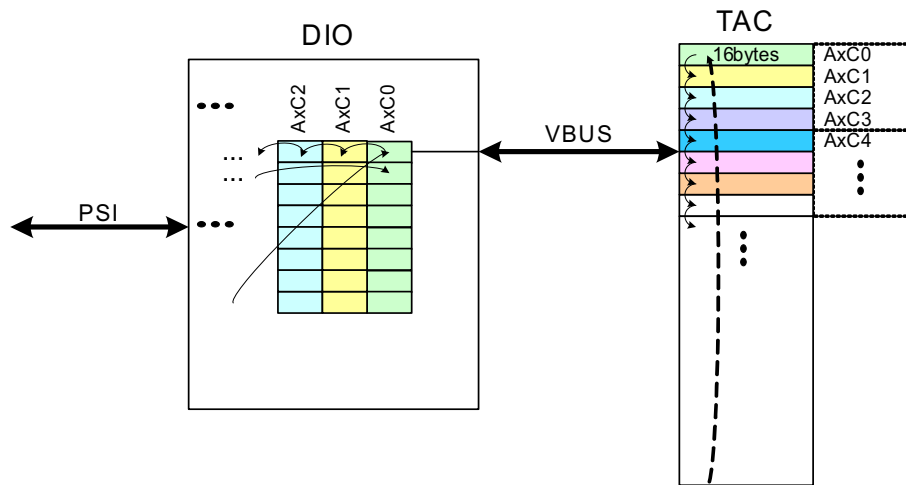 DIO
TAC
AxC2
AxC1
AxC0
16bytes
AxC0
AxC1
AxC2
AxC3
AxC4
VBUS
PSI
...
...